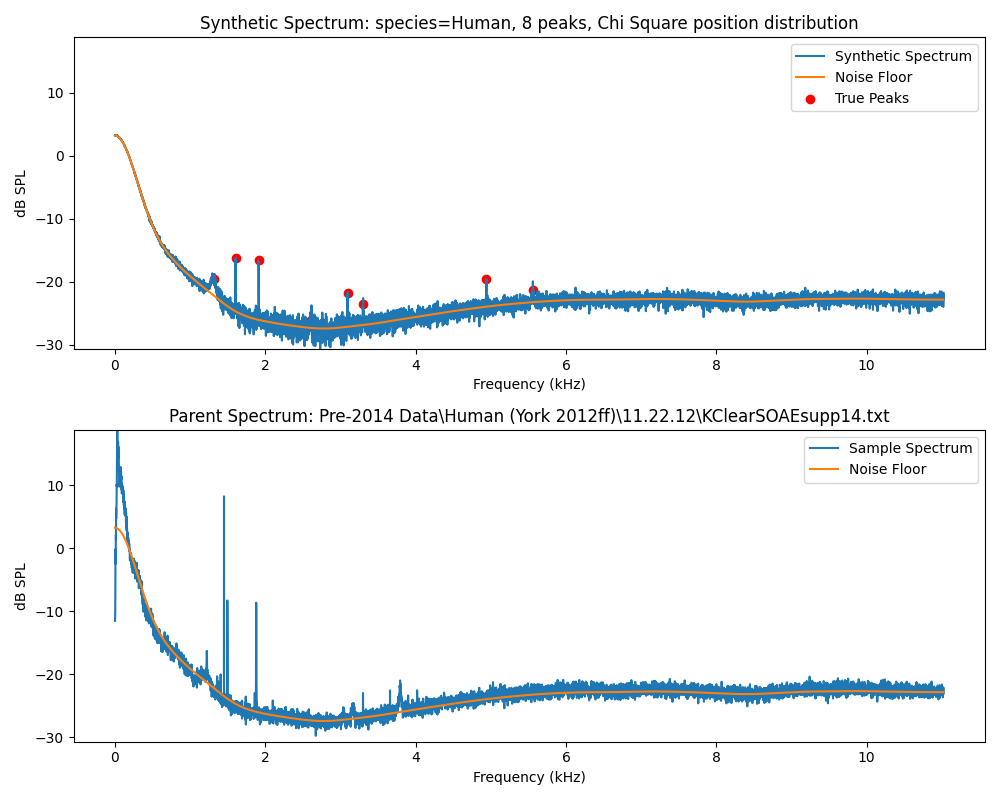 Synthetic Spectrum: species=Human, 8 peaks, Chi Square position distribution
Synthetic Spectrum
Noise Floor
True Peaks
dB SPL
10
0
−10
−20
−30
0 2 4 6 8 10
Frequency (kHz)
Parent Spectrum: Pre-2014 Data\Human (York 2012ff)\11.22.12\KClearSOAEsupp14.txt
Sample Spectrum
Noise Floor
dB SPL
10
0
−10
−20
−30
0 2 4 6 8 10
Frequency (kHz)